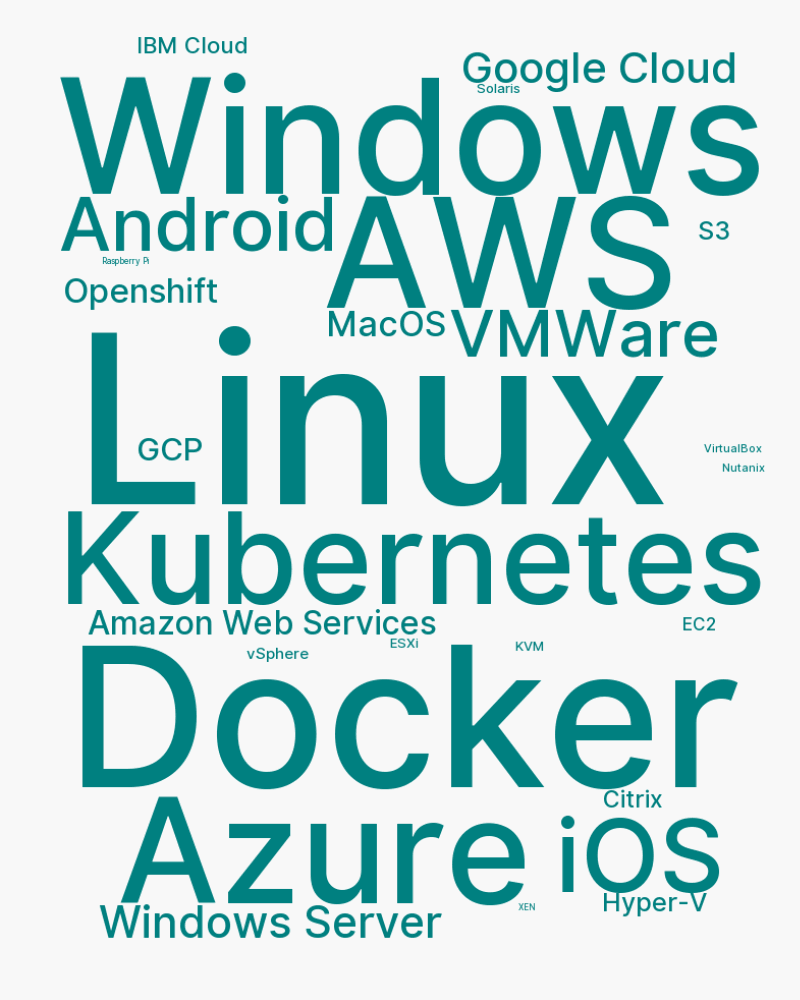 IBM Cloud
Google Cloud
Solaris
Windows
Android
AWS
S3
Raspberry Pi
Openshift
MacOS
VMWare
Linux
GCP
VirtualBox
Nutanix
Kubernetes
Amazon Web Services
EC2
ESXi
KVM
vSphere
Docker
Citrix
Azure
iOS
Hyper-V
XEN
Windows Server